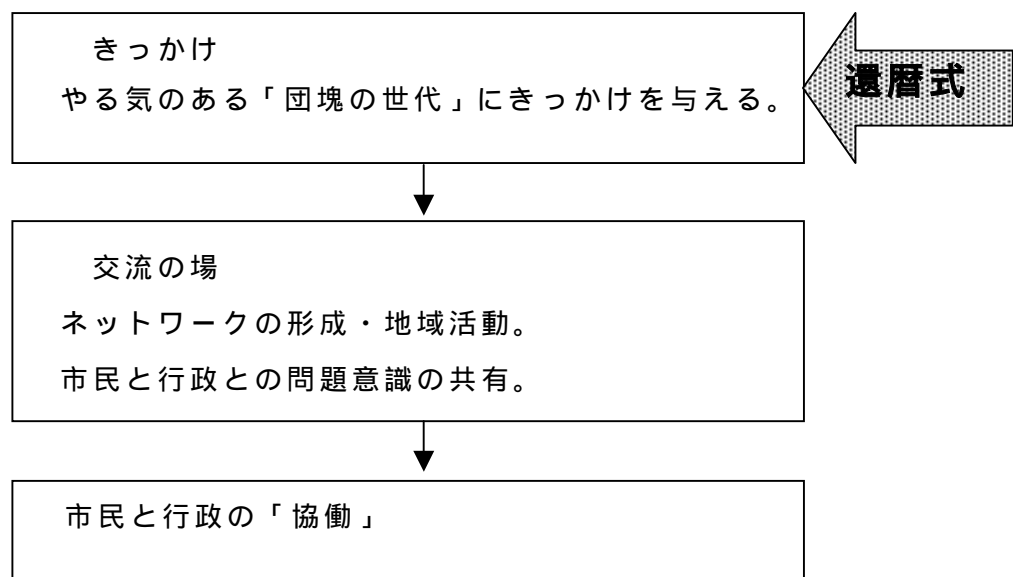 きっかけ
やる気のある「団塊の世代」にきっかけを与える。
還暦式
交流の場
ネットワークの形成・地域活動。
市民と行政との問題意識の共有。
市民と行政の「協働」